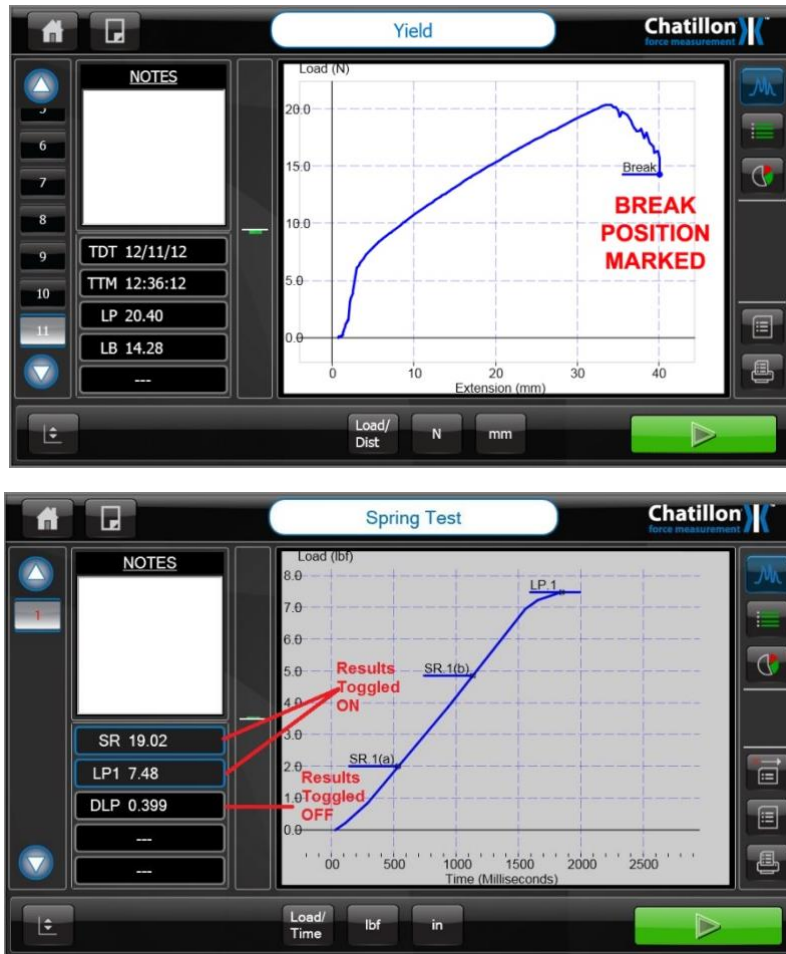 Yield
Chatillon™
force measurement
NOTES
6
7
8
9
10
11
TDT 12/11/12
TTM 12:36:12
LP 20.40
LB 14.28
---
Load (N)
20.0
15.0
10.0
5.0
0.0
0
10
20
30
40
Extension (mm)
Break
BREAK
POSITION
MARKED
Load/
Dist
N
mm
Spring Test
Chatillon™
force measurement
NOTES
1
SR 19.02
LP1 7.48
DLP 0.399
---
---
Load (lbf)
8.0
7.0
6.0
5.0
4.0
3.0
2.0
1.0
0.0
LP.1
SR.1(b)
SR.1(a)
Results
Toggled
ON
Results
Toggled
OFF
00
500
1000
1500
2000
2500
Time (Milliseconds)
Load/
Time
lbf
in